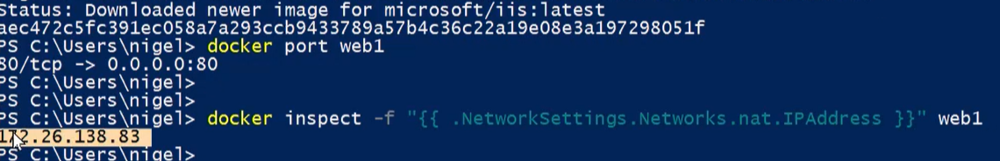 Status: Downloaded newer image for microsoft/iis:latest
aec472c5fc391ec058a7a293ccb9433789a57b4c36c22a19e08e3a197298051f
PS C:\Users\nigel> docker port web1
80/tcp -> 0.0.0.0:80
PS C:\Users\nigel>
PS C:\Users\nigel>
PS C:\Users\nigel> docker inspect -f "{{ .NetworkSettings.Networks.nat.IPAddress }}" web1
172.26.138.83
PS C:\Users\nigel>